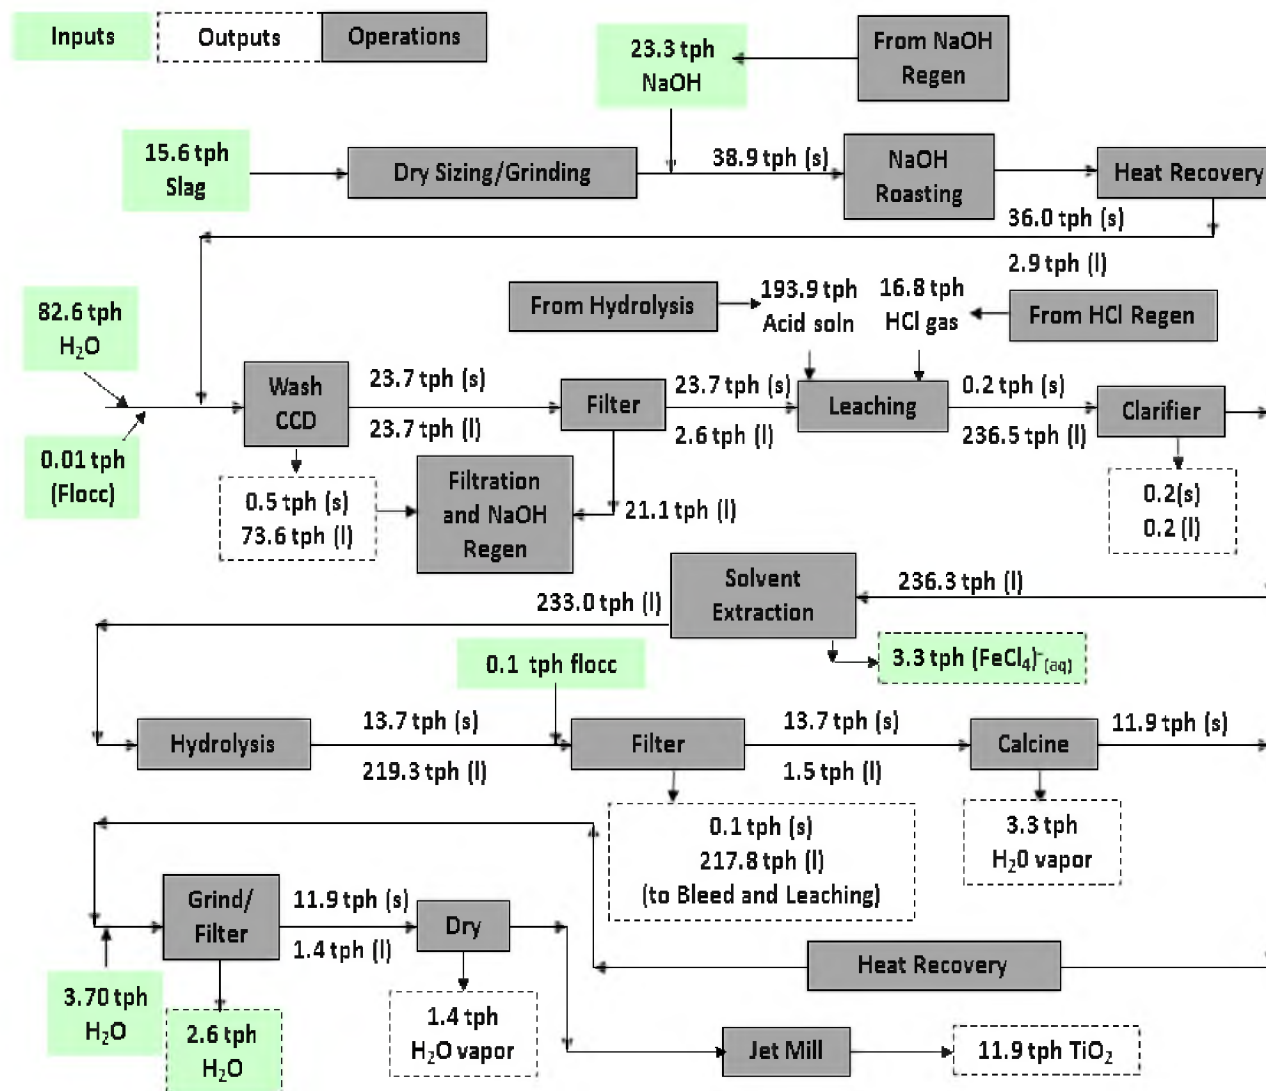 Inputs
Outputs
Operations
23.3 tph
NaOH
From NaOH
Regen
15.6 tph
Slag
Dry Sizing/Grinding
38.9 tph (s)
NaOH
Roasting
Heat Recovery
36.0 tph (s)
2.9 tph (l)
82.6 tph
H₂O
From Hydrolysis
193.9 tph
Acid soln
16.8 tph
HCl gas
From HCl Regen
0.01 tph
(Flocc)
Wash
CCD
23.7 tph (s)
23.7 tph (l)
Filter
23.7 tph (s)
2.6 tph (l)
Leaching
0.2 tph (s)
236.5 tph (l)
Clarifier
0.5 tph (s)
73.6 tph (l)
Filtration
and NaOH
Regen
21.1 tph (l)
0.2(s)
0.2 (l)
233.0 tph (l)
Solvent
Extraction
236.3 tph (l)
0.1 tph flocc
3.3 tph (FeCl₄)⁻(aq)
Hydrolysis
13.7 tph (s)
219.3 tph (l)
Filter
13.7 tph (s)
1.5 tph (l)
Calcine
11.9 tph (s)
0.1 tph (s)
217.8 tph (l)
(to Bleed and Leaching)
3.3 tph
H₂0 vapor
Grind/
Filter
11.9 tph (s)
1.4 tph (l)
Dry
Heat Recovery
3.70 tph
H₂O
2.6 tph
H₂O
1.4 tph
H₂O vapor
Jet Mill
11.9 tph TiO₂